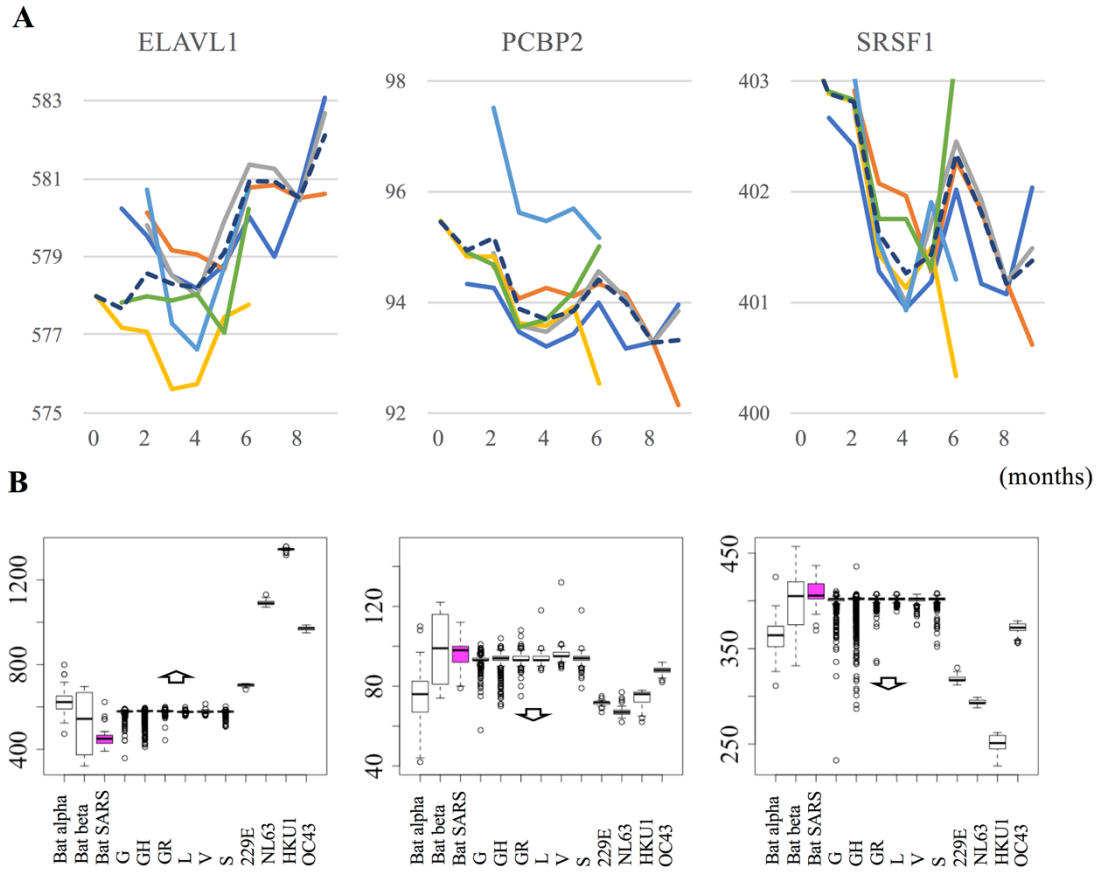 A
ELAVL1 PCBP2 SRSF1
583
581
579
577
575
0 2 4 6 8
98
96
94
92
0 2 4 6 8
403
402
401
400
0 2 4 6 8
(months)
B
1200
800
400
Bat alpha
Bat beta
Bat SARS
G
GH
GR
L
V
S
229E
NL63
HKU1
OC43
120
80
40
Bat alpha
Bat beta
Bat SARS
G
GH
GR
L
V
S
229E
NL63
HKU1
OC43
450
350
250
Bat alpha
Bat beta
Bat SARS
G
GH
GR
L
V
S
229E
NL63
HKU1
OC43